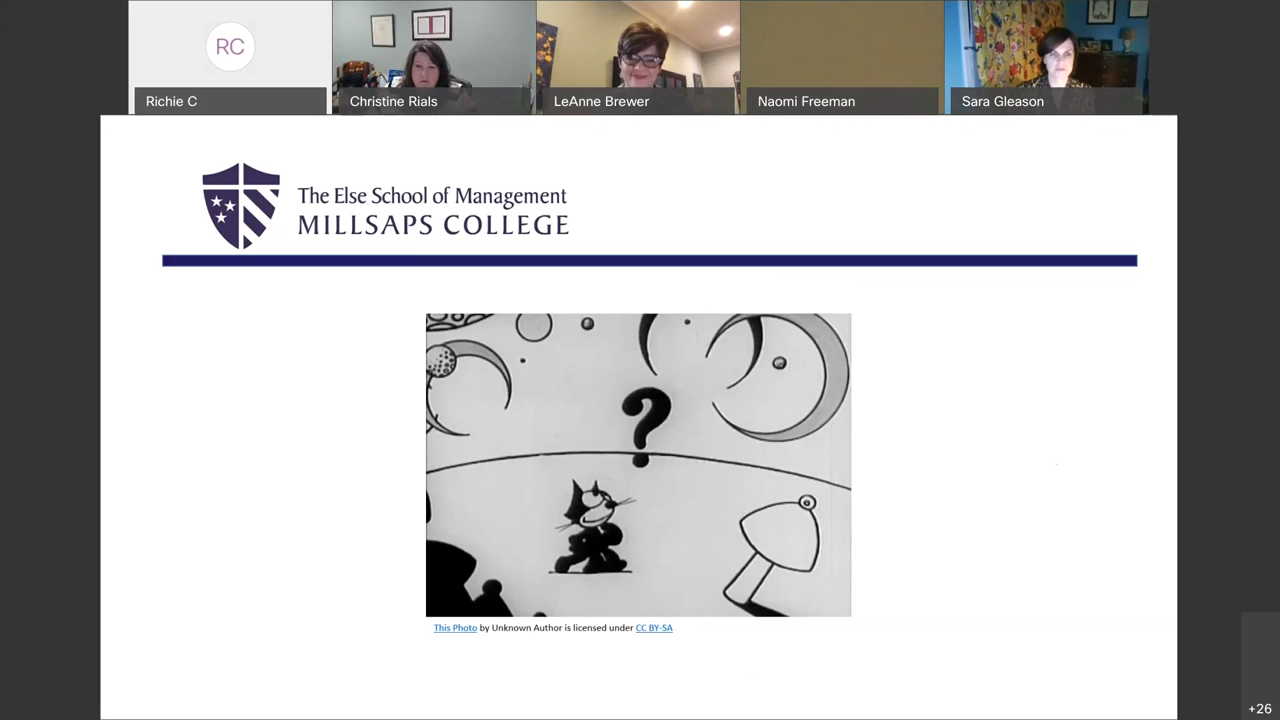 RC
Richie C
Christine Rials
LeAnne Brewer
Naomi Freeman
Sara Gleason
The Else School of Management
MILLSAPS COLLEGE
?
This Photo by Unknown Author is licensed under CC BY-SA
+26